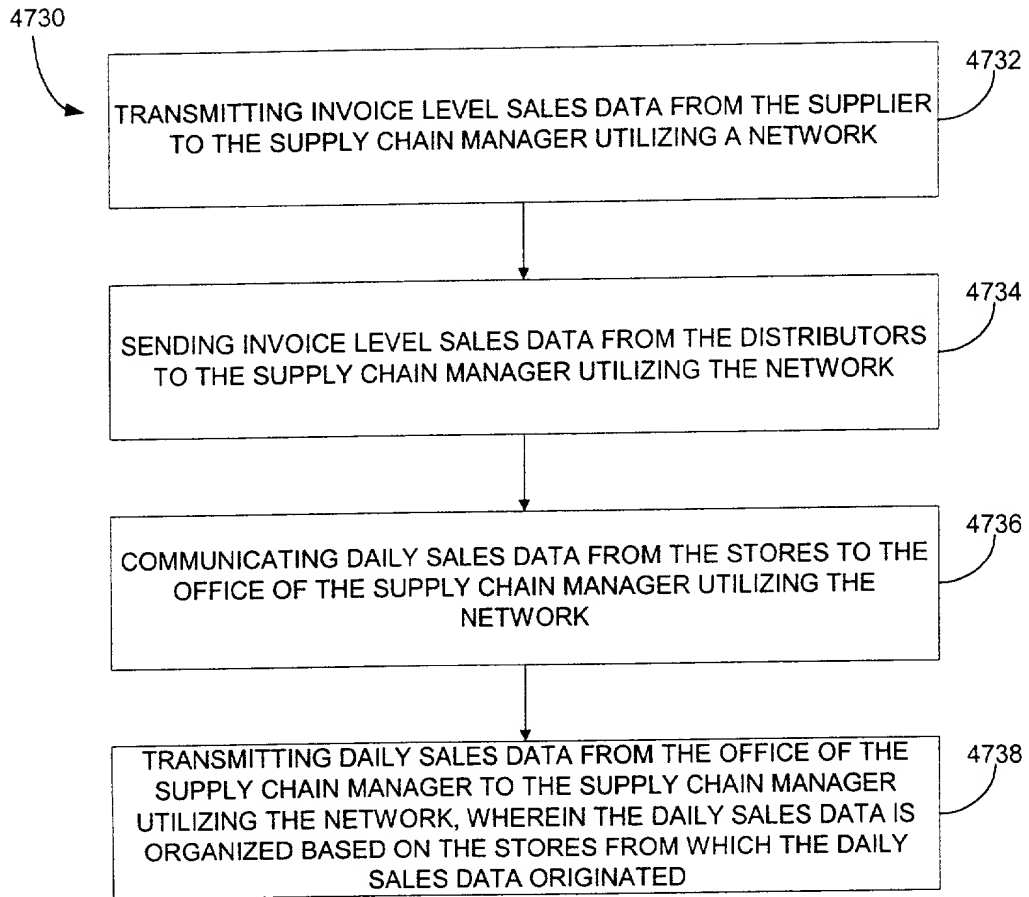 4730
4732
TRANSMITTING INVOICE LEVEL SALES DATA FROM THE SUPPLIER
TO THE SUPPLY CHAIN MANAGER UTILIZING A NETWORK
4734
SENDING INVOICE LEVEL SALES DATA FROM THE DISTRIBUTORS
TO THE SUPPLY CHAIN MANAGER UTILIZING THE NETWORK
4736
COMMUNICATING DAILY SALES DATA FROM THE STORES TO THE
OFFICE OF THE SUPPLY CHAIN MANAGER UTILIZING THE
NETWORK
4738
TRANSMITTING DAILY SALES DATA FROM THE OFFICE OF THE
SUPPLY CHAIN MANAGER TO THE SUPPLY CHAIN MANAGER
UTILIZING THE NETWORK, WHEREIN THE DAILY SALES DATA IS
ORGANIZED BASED ON THE STORES FROM WHICH THE DAILY
SALES DATA ORIGINATED